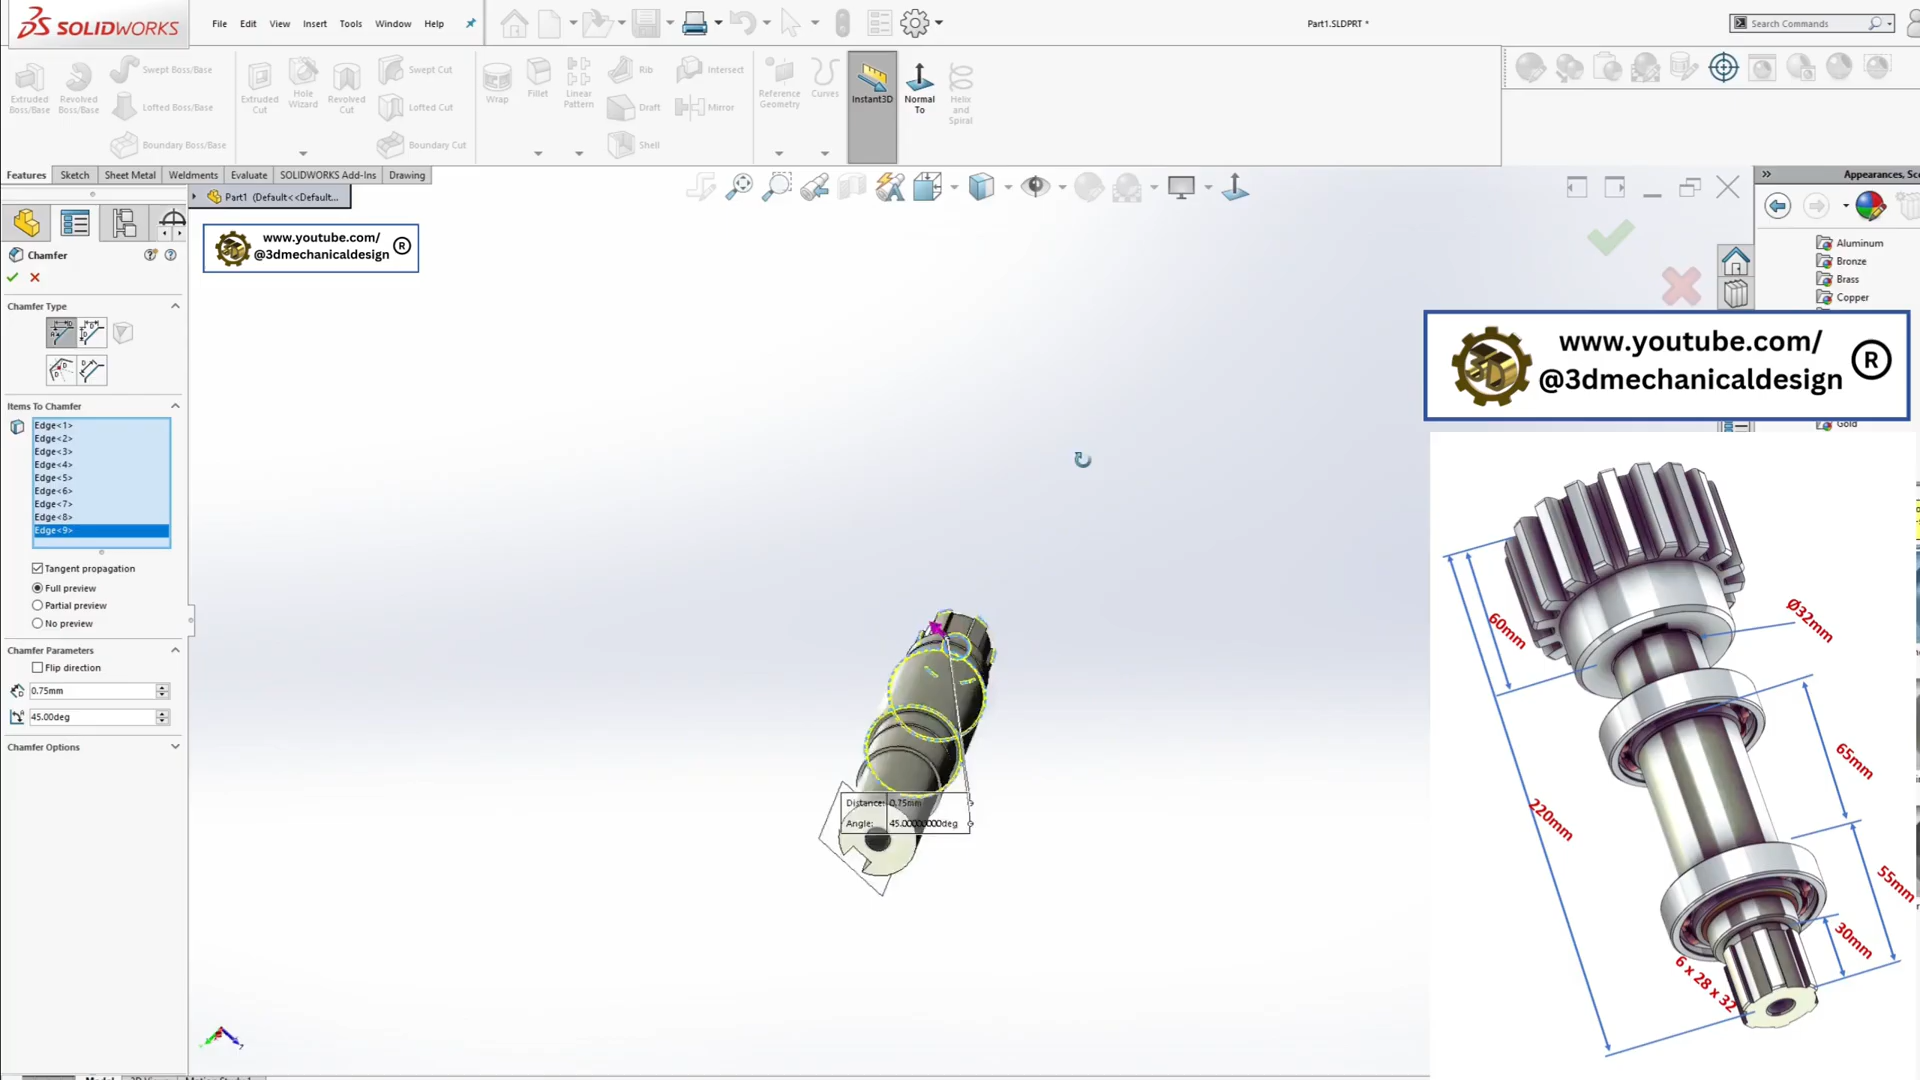 SOLIDWORKS
File Edit View Insert Tools Window Help
Part1.SLDPRT *
Search Commands
Extruded Boss/Base
Revolved Boss/Base
Swept Boss/Base
Lofted Boss/Base
Boundary Boss/Base
Extruded Cut
Hole Wizard
Revolved Cut
Swept Cut
Lofted Cut
Boundary Cut
Wrap
Fillet
Linear Pattern
Rib
Draft
Shell
Intersect
Mirror
Reference Geometry
Curves
Instant3D
Normal To
Helix and Spiral
Features Sketch Sheet Metal Weldments Evaluate SOLIDWORKS Add-Ins Drawing
Part1 (Default<<Default...
Appearances, Sc
www.youtube.com/
@3dmechanicaldesign
®
Chamfer
Chamfer Type
Items To Chamfer
Edge<1>
Edge<2>
Edge<3>
Edge<4>
Edge<5>
Edge<6>
Edge<7>
Edge<8>
Edge<9>
Tangent propagation
Full preview
Partial preview
No preview
Chamfer Parameters
Flip direction
0.75mm
45.00deg
Chamfer Options
Distance: 0.75mm
Angle: 45.00000000deg
Aluminum
Bronze
Brass
Copper
www.youtube.com/
@3dmechanicaldesign
®
Gold
60mm
Ø32mm
65mm
220mm
55mm
30mm
6 x 28 x 32